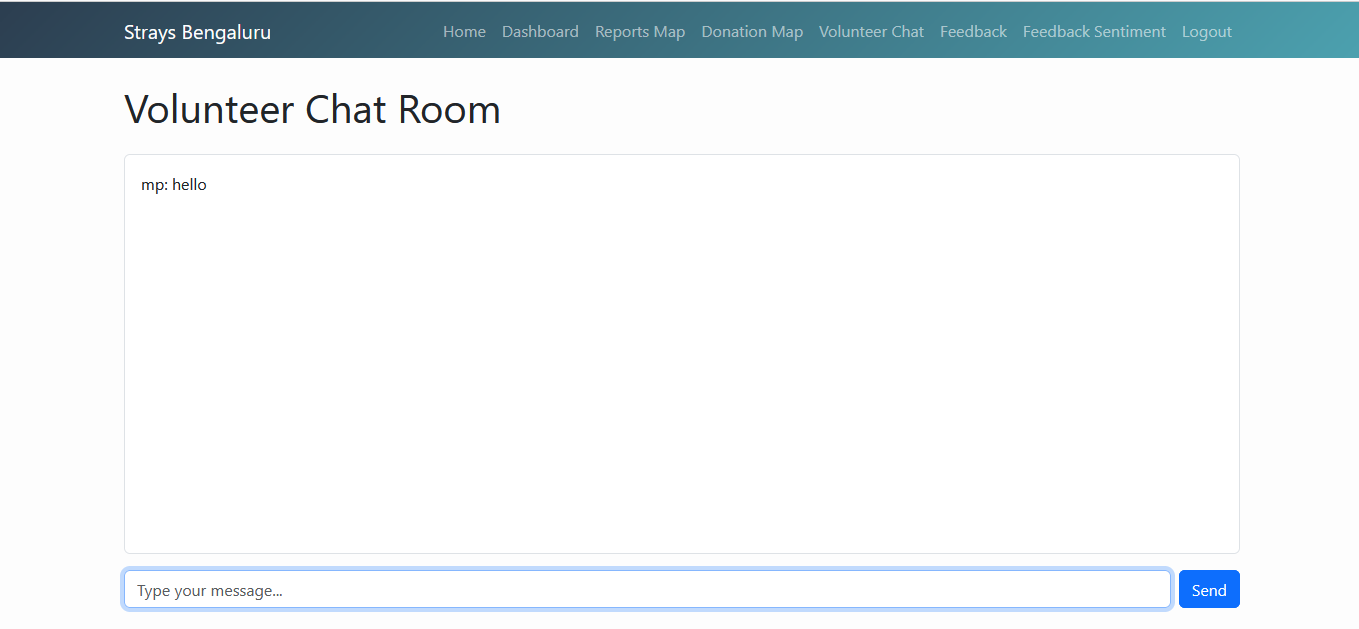 Strays Bengaluru Home Dashboard Reports Map Donation Map Volunteer Chat Feedback Feedback Sentiment Logout
Volunteer Chat Room
mp: hello
Type your message... Send